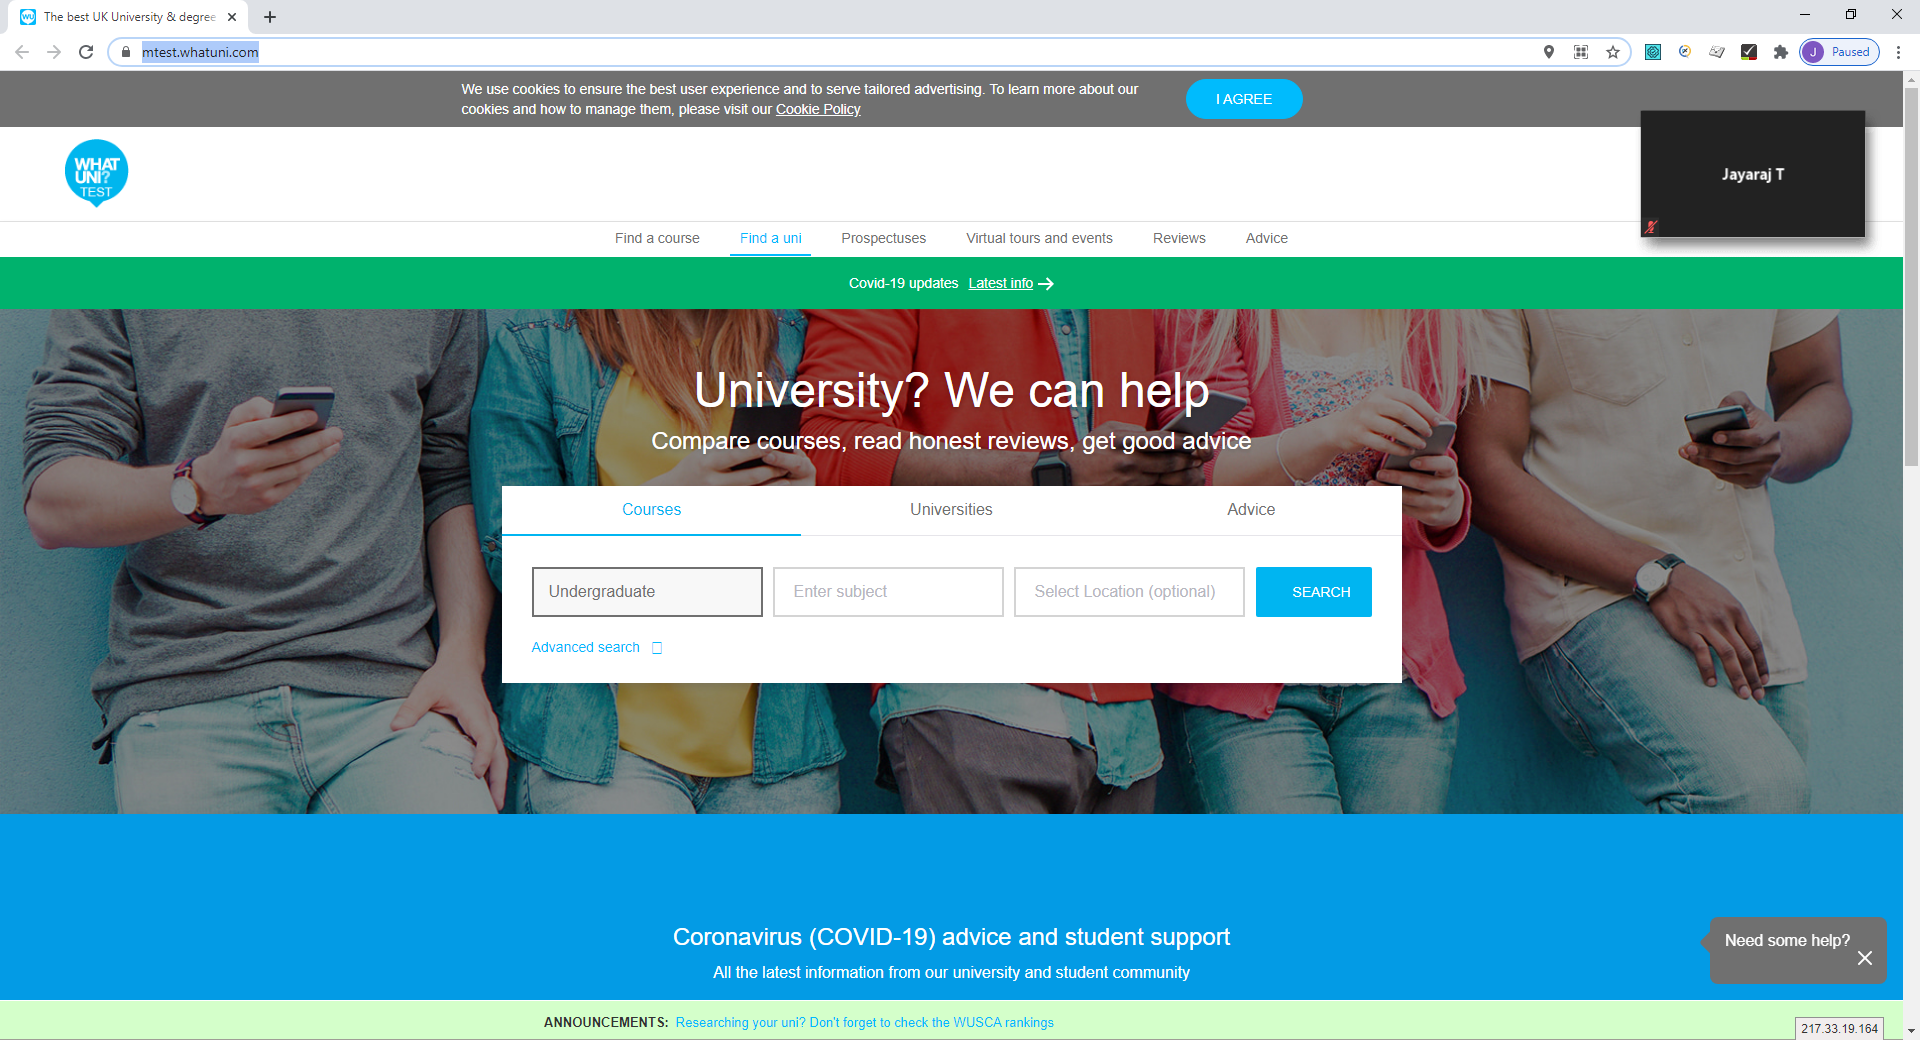 The best UK University & degree
mtest.whatuni.com
J Paused
We use cookies to ensure the best user experience and to serve tailored advertising. To learn more about our
cookies and how to manage them, please visit our Cookie Policy
I AGREE
WHAT
UNI?
TEST
Jayaraj T
Find a course Find a uni Prospectuses Virtual tours and events Reviews Advice
Covid-19 updates Latest info
University? We can help
Compare courses, read honest reviews, get good advice
Courses Universities Advice
Undergraduate Enter subject Select Location (optional) SEARCH
Advanced search
Coronavirus (COVID-19) advice and student support
All the latest information from our university and student community
Need some help?
ANNOUNCEMENTS: Researching your uni? Don't forget to check the WUSCA rankings
217.33.19.164